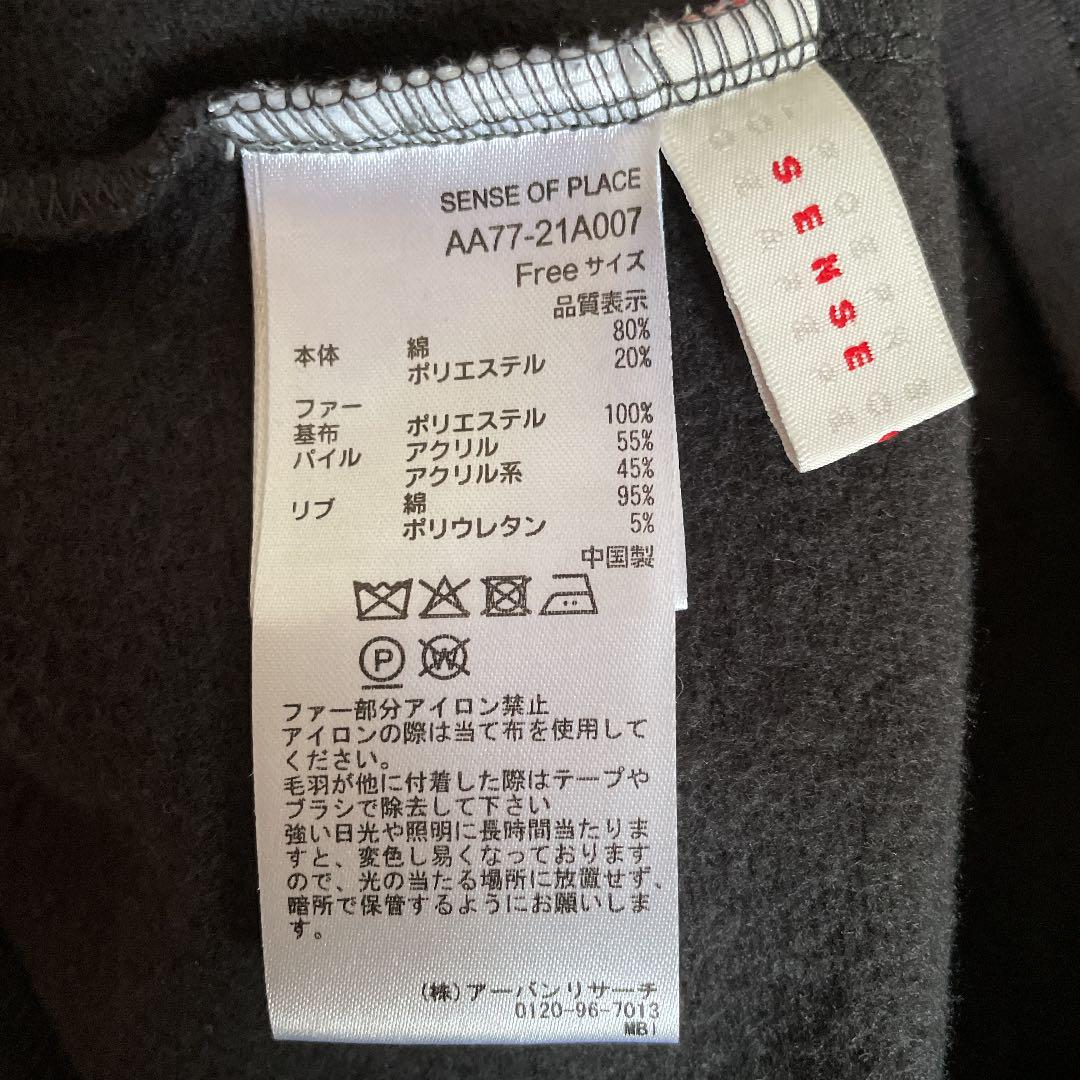 SENSE OF PLACE
AA77-21A007
Free サイズ
品質表示
本体 綿 80%
ポリエステル 20%
ファー
基布 ポリエステル 100%
パイル アクリル 55%
アクリル系 45%
リブ 綿 95%
ポリウレタン 5%
中国製
P
W
ファー部分アイロン禁止
アイロンの際は当て布を使用して
ください。
毛羽が他に付着した際はテープや
ブラシで除去して下さい
強い日光や照明に長時間当たりま
すと、変色し易くなっております
ので、光の当たる場所に放置せず、
暗所で保管するようにお願いしま
す。
(株)アーバンリサーチ
0120-96-7013
MBI
SENSE